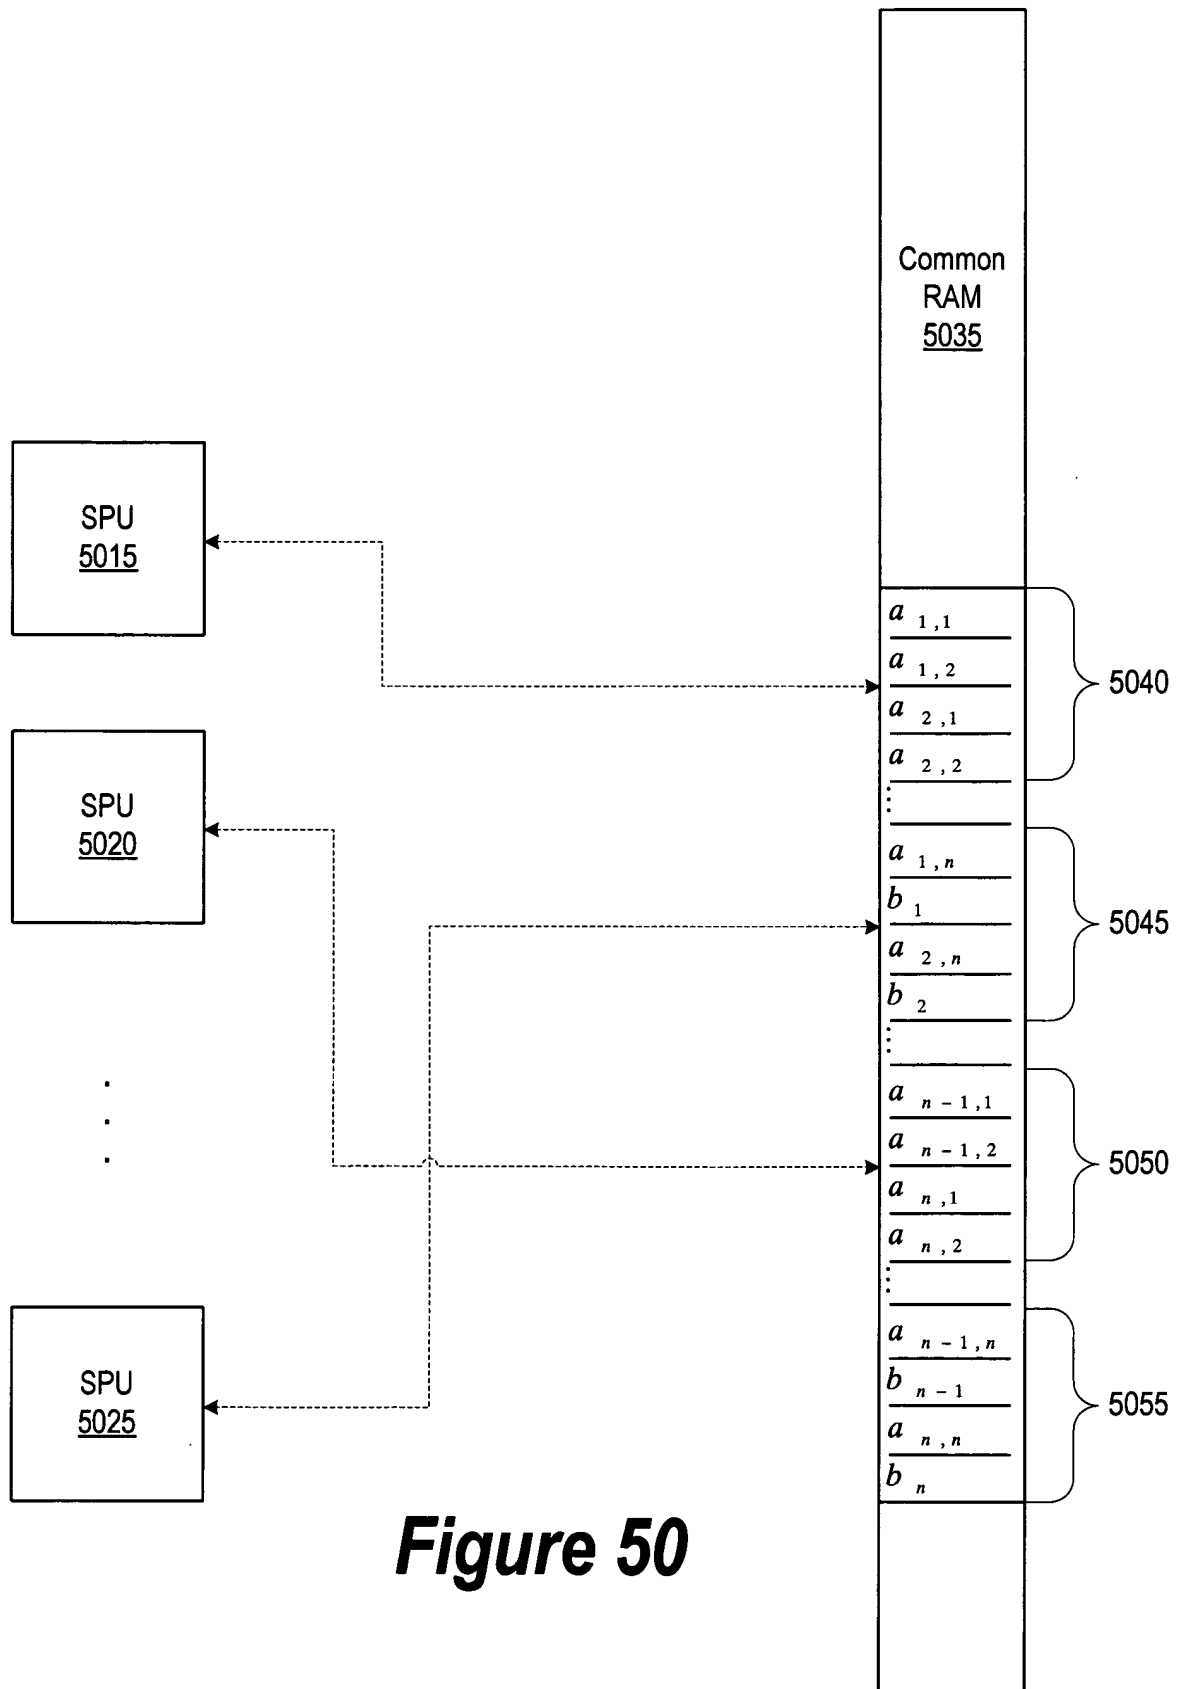 Common
RAM
5035
SPU
5015
a 1,1
a 1,2
a 2,1
a 2,2
⋮
5040
SPU
5020
a 1,n
b 1
a 2,n
b 2
⋮
5045
.
.
.
a n-1,1
a n-1,2
a n,1
a n,2
⋮
5050
SPU
5025
a n-1,n
b n-1
a n,n
b n
5055
Figure 50